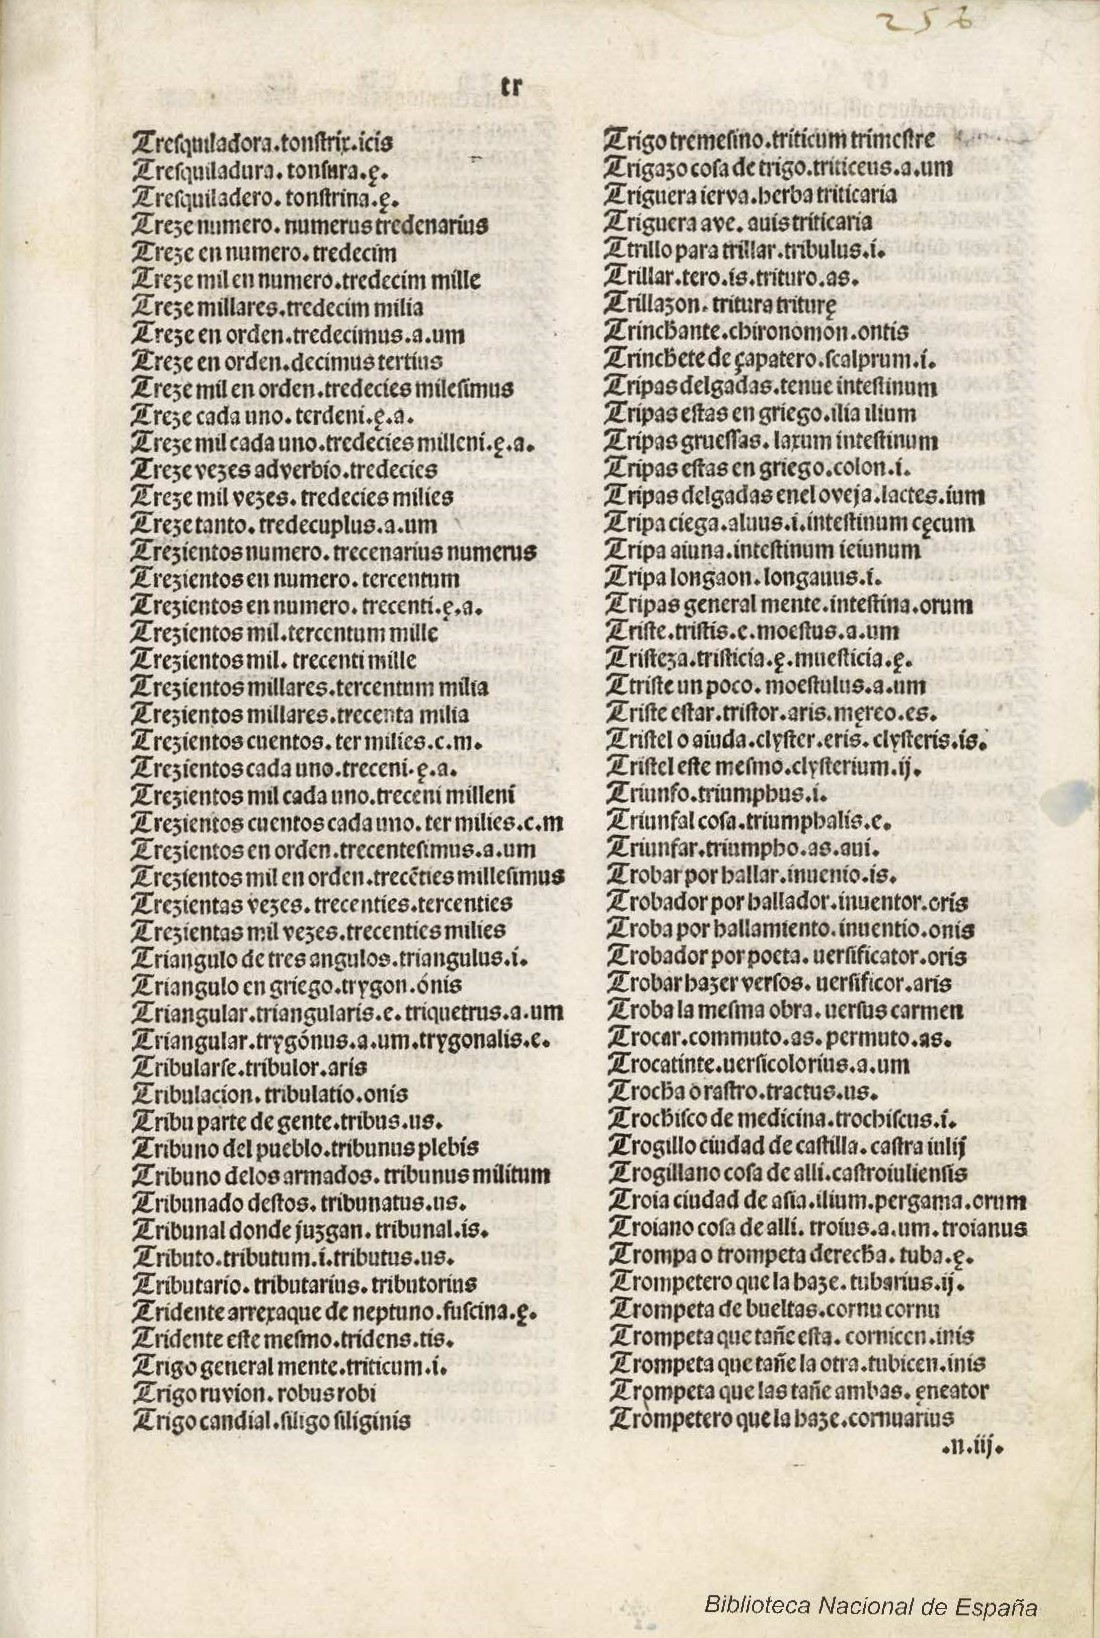 256
tr
Tresquiladora.tonstrix.icis
Tresquiladura. tonsura.ę.
Tresquiladero. tonstrina.ę.
Treze numero. numerus tredenarius
Treze en numero. tredecim
Treze mil en numero.tredecim mille
Treze millares.tredecim milia
Treze en orden.tredecimus.a.um
Treze en orden.decimus tertius
Treze mil en orden.tredecies milesimus
Treze cada uno. terdeni.ę.a.
Treze mil cada uno.tredecies milleni.ę.a.
Treze vezes adverbio.tredecies
Treze mil vezes. tredecies milies
Treze tanto. tredecuplus.a.um
Trezientos numero. trecenarius numerus
Trezientos en numero. tercentum
Trezientos en numero. trecenti.ę.a.
Trezientos mil.tercentum mille
Trezientos mil. trecenti mille
Trezientos millares.tercentum milia
Trezientos millares.trecenta milia
Trezientos cuentos. ter milies.c.m.
Trezientos cada uno.treceni.ę.a.
Trezientos mil cada uno.treceni milleni
Trezientos cuentos cada uno. ter milies.c.m
Trezientos en orden.trecentesimus.a.um
Trezientos mil en orden.trecēties millesimus
Trezientas vezes. trecenties.tercenties
Trezientas mil vezes.trecenties milies
Triangulo de tres angulos.triangulus.i.
Triangulo en griego.trygon.ónis
Triangular.triangularis.e. triquetrus.a.um
Triangular.trygónus.a.um.trygonalis.e.
Tribularse.tribulor.aris
Tribulacion. tribulatio.onis
Tribu parte de gente.tribus.us.
Tribuno del pueblo.tribunus plebis
Tribuno delos armados. tribunus militum
Tribunado destos. tribunatus.us.
Tribunal donde juzgan. tribunal.is.
Tributo.tributum.i.tributus.us.
Tributario. tributarius. tributorius
Tridente arrexaque de neptuno.fuscina.ę.
Tridente este mesmo.tridens.tis.
Trigo general mente.triticum.i.
Trigo ruvion. robus robi
Trigo candial.siligo siliginis
Trigo tremesino.triticum trimestre
Trigazo cosa de trigo.triticeus.a.um
Triguera ierva.herba triticaria
Triguera ave. auis triticaria
Ttrillo para trillar.tribulus.i.
Trillar.tero.is.trituro.as.
Trillazon. tritura triturę
Trinchante.chironomon.ontis
Trinchete de çapatero.scalprum.i.
Tripas delgadas.tenue intestinum
Tripas estas en griego.ilia ilium
Tripas gruessas. laxum intestinum
Tripas estas en griego.colon.i.
Tripas delgadas enel oveja.lactes.ium
Tripa ciega.aluus.i.intestinum cęcum
Tripa aiuna.intestinum ieiunum
Tripa longaon.longauus.i.
Tripas general mente.intestina.orum
Triste.tristis.e.moestus.a.um
Tristeza.tristicia.ę.muesticia.ę.
Ttriste un poco. moestulus.a.um
Triste estar.tristor.aris.męreo.es.
Tristel o aiuda.clyster.eris. clysteris.is.
Tristel este mesmo.clysterium.ij.
Triunfo.triumphus.i.
Triunfal cosa.triumphalis.e.
Triunfar.triumpho.as.aui.
Trobar por hallar.inuenio.is.
Trobador por hallador.inuentor.oris
Troba por hallamiento.inuentio.onis
Trobador por poeta. uersificator.oris
Trobar hazer versos. uersificor.aris
Troba la mesma obra. uersus carmen
Trocar.commuto.as.permuto.as.
Trocatinte.uersicolorius.a.um
Trocha o rastro.tractus.us.
Trochisco de medicina.trochiscus.i.
Trogillo ciudad de castilla. castra iulij
Trogillano cosa de alli.castroiuliensis
Troia ciudad de asia.ilium.pergama.orum
Troiano cosa de alli. troius.a.um.troianus
Trompa o trompeta derecha. tuba.ę.
Trompetero que la haze. tubarius.ij.
Trompeta de bueltas.cornu cornu
Trompeta que tañe esta. cornicen.inis
Trompeta que tañe la otra.tubicen.inis
Trompeta que las tañe ambas. ęneator
Trompetero que la haze.cornuarius
.n.iij.
Biblioteca Nacional de España